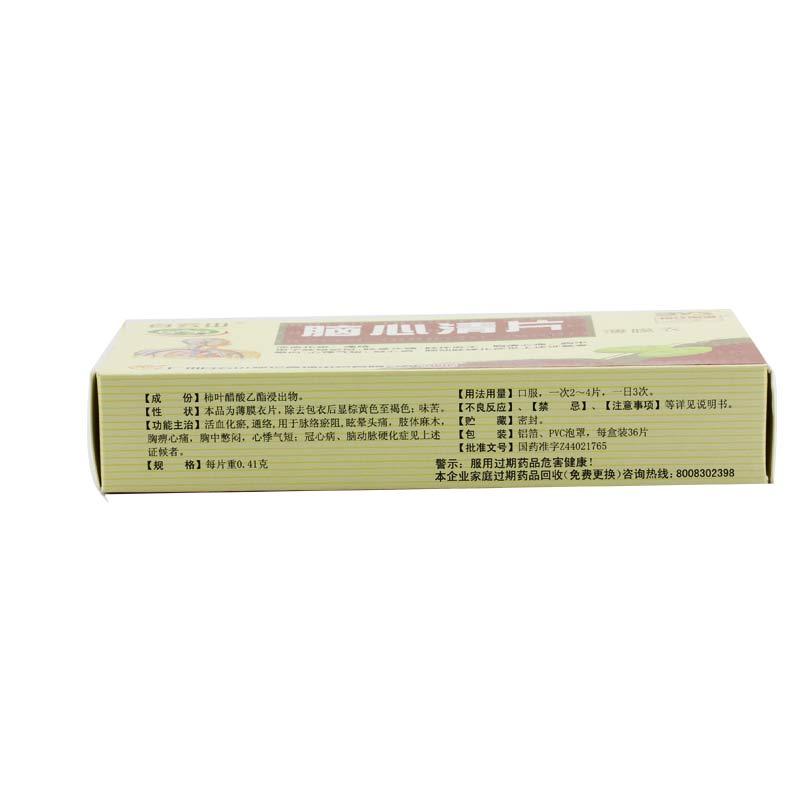 白云山
脑心清片
薄膜衣
【成　份】柿叶醋酸乙酯浸出物。
【性　状】本品为薄膜衣片，除去包衣后显棕黄色至褐色；味苦。
【功能主治】活血化瘀，通络，用于脉络瘀阻，眩晕头痛，肢体麻木，
胸痹心痛，胸中憋闷，心悸气短；冠心病、脑动脉硬化症见上述
证候者。
【规　格】每片重0.41克
【用法用量】口服，一次2～4片，一日3次。
【不良反应】、【禁　忌】、【注意事项】等详见说明书。
【贮　藏】密封。
【包　装】铝箔、PVC泡罩，每盒装36片
【批准文号】国药准字Z44021765
警示：服用过期药品危害健康！
本企业家庭过期药品回收（免费更换）咨询热线：8008302398